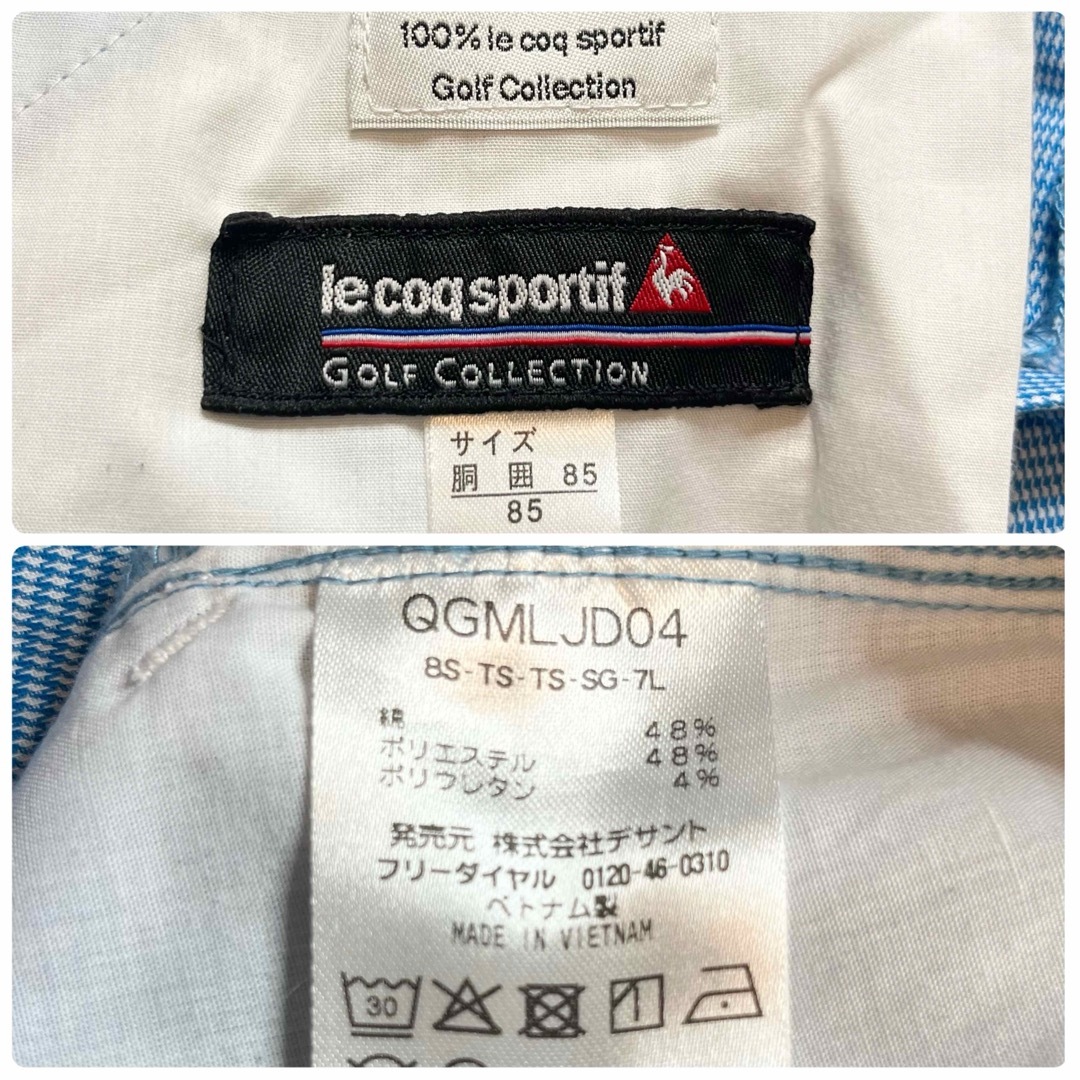 100% le coq sportif
Golf Collection
le coq sportif
GOLF COLLECTION
サイズ
胴囲 85
85
QGMLJD04
8S-TS-TS-SG-7L
綿 48%
ポリエステル 48%
ポリウレタン 4%
発売元 株式会社デサント
フリーダイヤル 0120-46-0310
ベトナム製
MADE IN VIETNAM
30